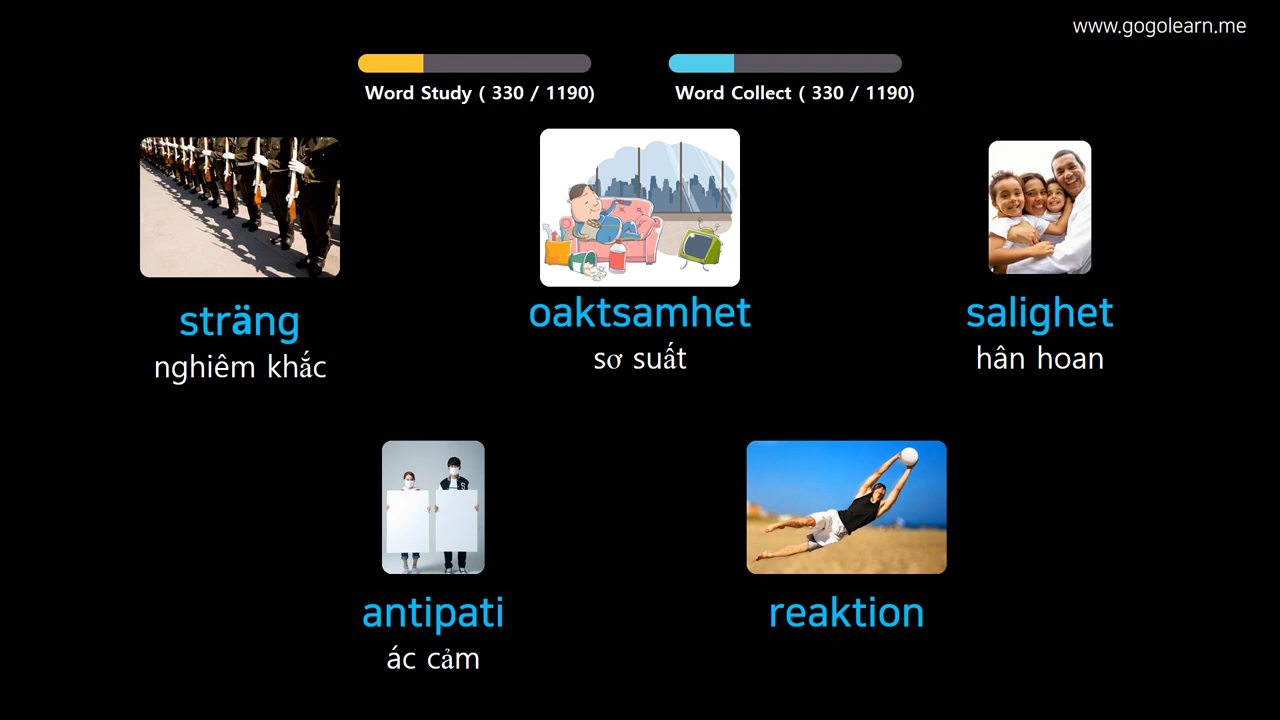 www.gogolearn.me
Word Study ( 330 / 1190)
Word Collect ( 330 / 1190)
sträng
nghiêm khắc
oaktsamhet
sơ suất
salighet
hân hoan
antipati
ác cảm
reaktion